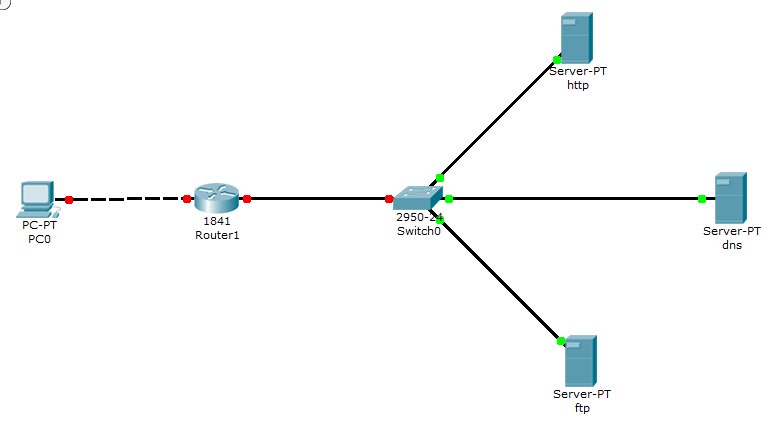 Server-PT
http
PC-PT
PC0
1841
Router1
2950-24
Switch0
Server-PT
dns
Server-PT
ftp